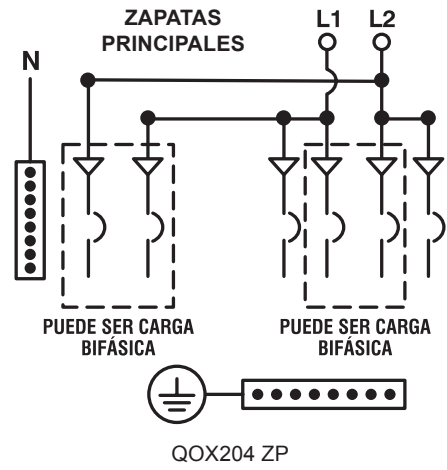 ZAPATAS
PRINCIPALES
L1 L2
N
PUEDE SER CARGA
BIFÁSICA
PUEDE SER CARGA
BIFÁSICA
QOX204 ZP